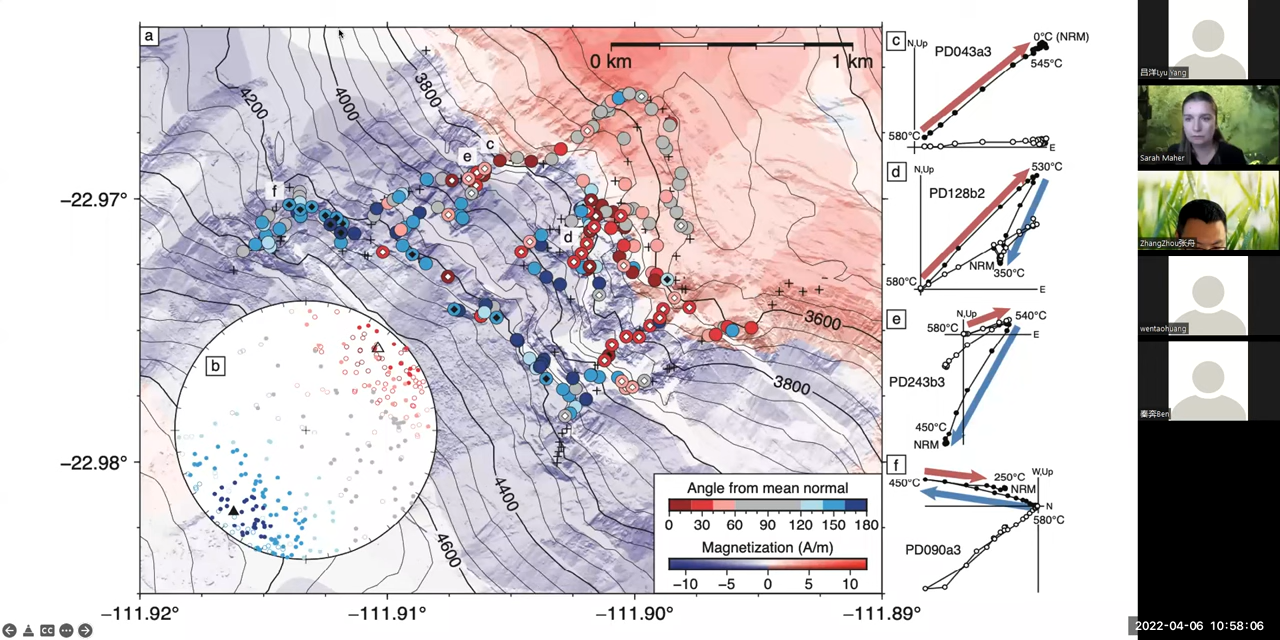 a
0 km
1 km
4200
4000
3800
c
e
f
d
-22.97°
3600
3800
b
-22.98°
4400
4600
Angle from mean normal
0 30 60 90 120 150 180
Magnetization (A/m)
-10 -5 0 5 10
-111.92° -111.91° -111.90° -111.89°
c
N,Up
PD043a3
0°C (NRM)
545°C
580°C
E
d
N,Up
PD128b2
530°C
NRM
350°C
580°C
E
e
N,Up
540°C
580°C
E
PD243b3
450°C
NRM
f
W,Up
450°C
250°C
NRM
N
580°C
PD090a3
吕洋Lyu Yang
Sarah Maher
ZhangZhou张舟
wentaohuang
秦奔Ben
CC
2022-04-06 10:58:06